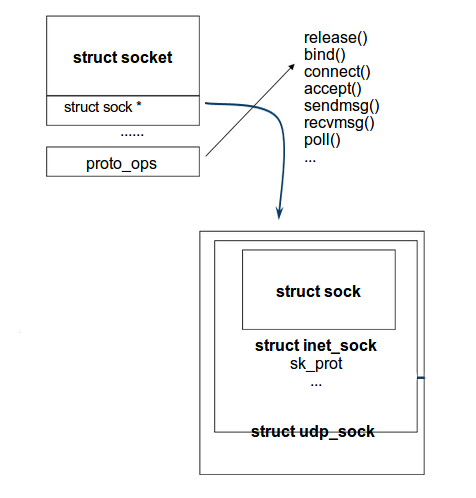 struct socket
struct sock *
......
proto_ops
release()
bind()
connect()
accept()
sendmsg()
recvmsg()
poll()
...
struct sock
struct inet_sock
sk_prot
...
struct udp_sock